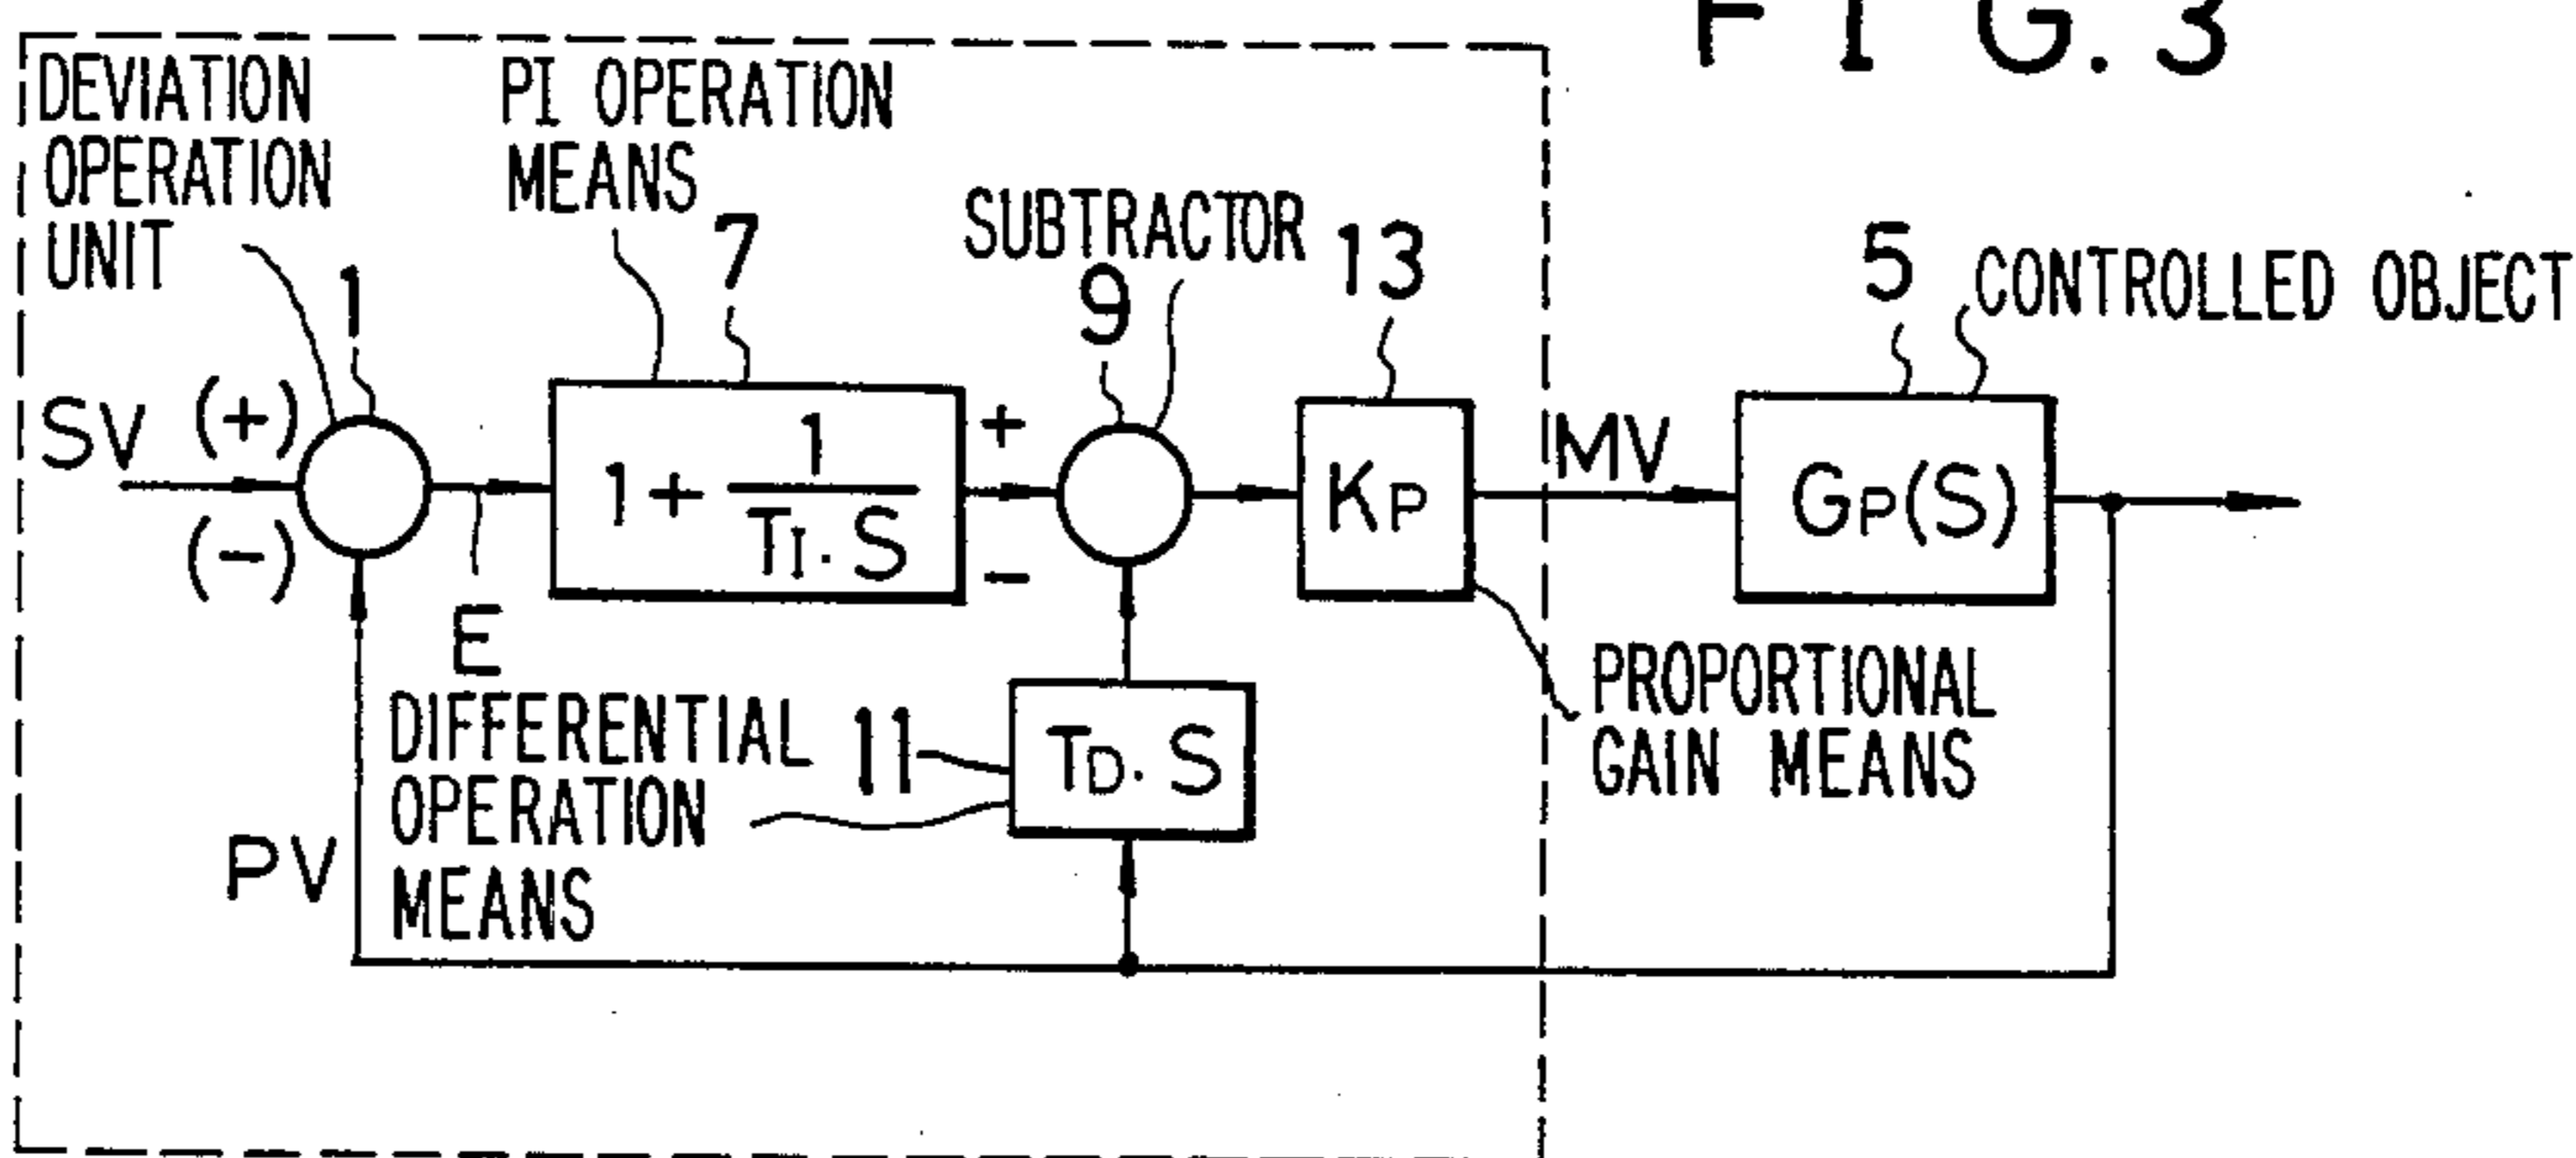 FIG. 3
DEVIATION
OPERATION
UNIT
1
PI OPERATION
MEANS
7
SUBTRACTOR
9
13
5
CONTROLLED OBJECT
SV
(+)
(-)
E
1+ 1/TI·S
+
-
KP
MV
GP(S)
PROPORTIONAL
GAIN MEANS
DIFFERENTIAL
OPERATION
MEANS
11
TD·S
PV